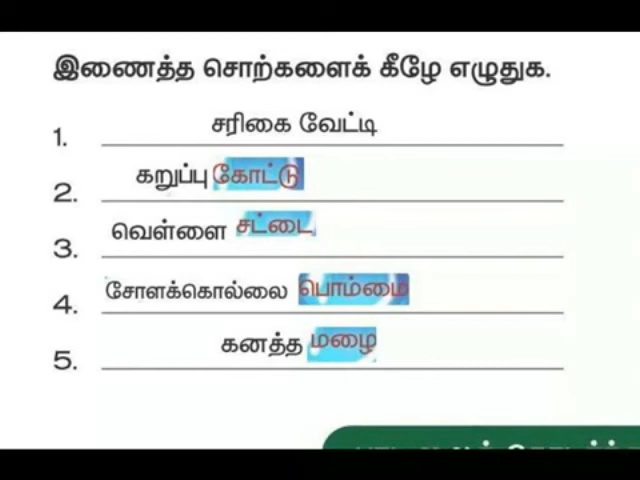 இணைத்த சொற்களைக் கீழே எழுதுக.
1. சரிகை வேட்டி
2. கறுப்பு கோட்டு
3. வெள்ளை சட்டை
4. சோளக்கொல்லை பொம்மை
5. கனத்த மழை